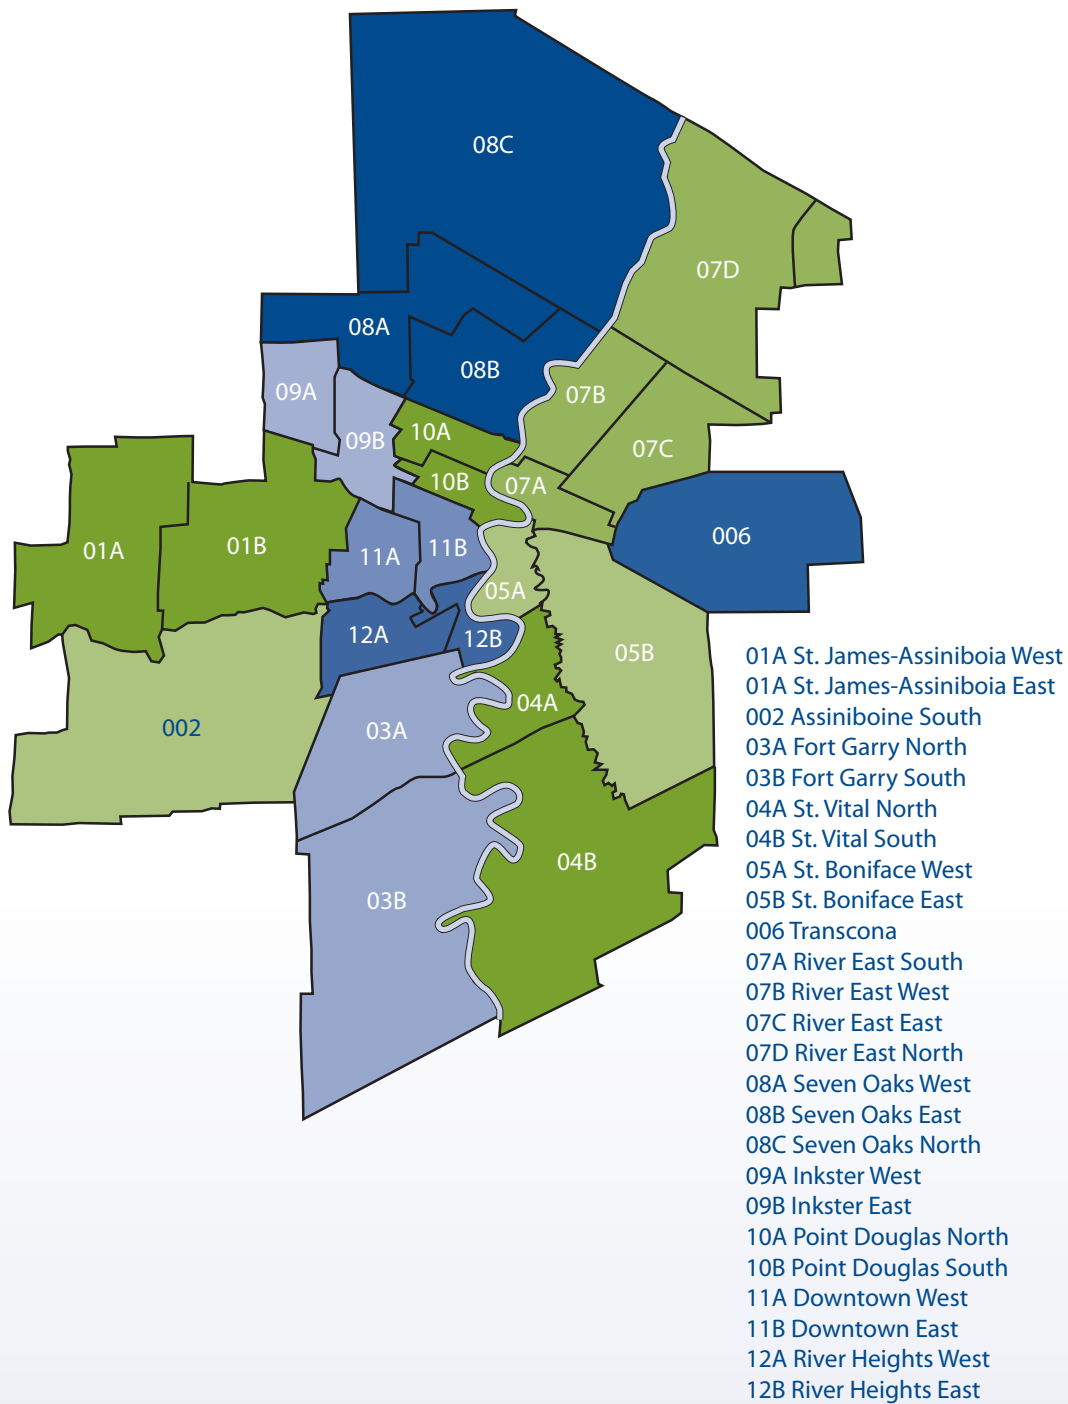 08C
07D
08A
08B
09A
07B
10A
09B
07C
10B
07A
006
01A
01B
11A
11B
05A
12A
12B
05B
04A
002
03A
04B
03B
01A St. James-Assiniboia West
01A St. James-Assiniboia East
002 Assiniboine South
03A Fort Garry North
03B Fort Garry South
04A St. Vital North
04B St. Vital South
05A St. Boniface West
05B St. Boniface East
006 Transcona
07A River East South
07B River East West
07C River East East
07D River East North
08A Seven Oaks West
08B Seven Oaks East
08C Seven Oaks North
09A Inkster West
09B Inkster East
10A Point Douglas North
10B Point Douglas South
11A Downtown West
11B Downtown East
12A River Heights West
12B River Heights East